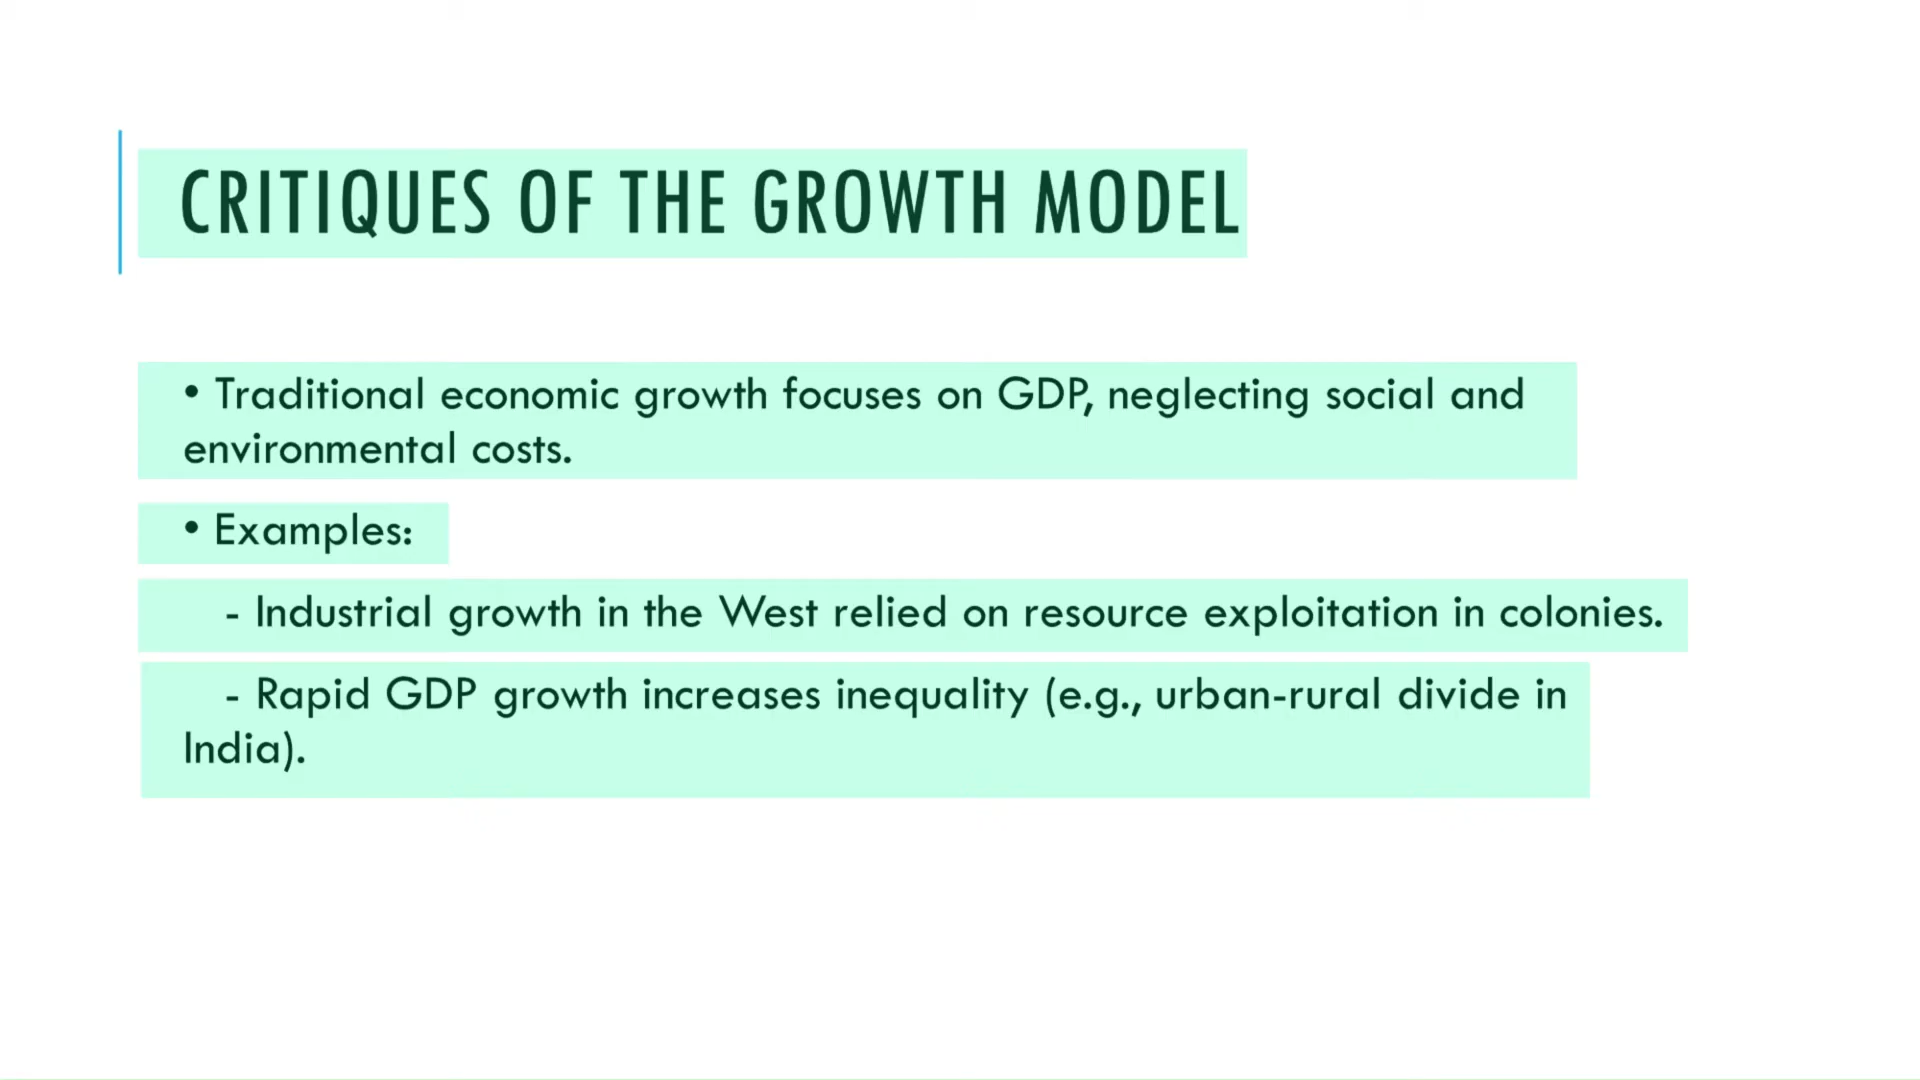 CRITIQUES OF THE GROWTH MODEL
• Traditional economic growth focuses on GDP, neglecting social and
environmental costs.
• Examples:
- Industrial growth in the West relied on resource exploitation in colonies.
- Rapid GDP growth increases inequality (e.g., urban-rural divide in
India).